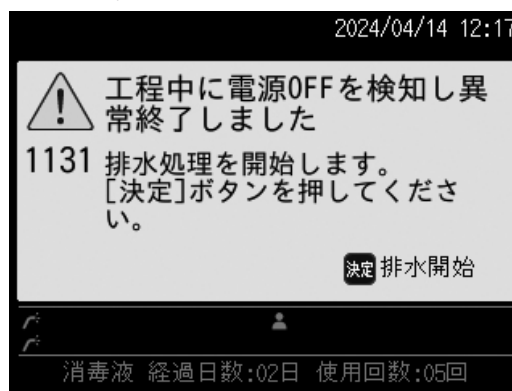 2024/04/14 12:17
工程中に電源OFFを検知し異
常終了しました
1131 排水処理を開始します。
[決定]ボタンを押してくださ
い。
決定 排水開始
消毒液 経過日数:02日 使用回数:05回